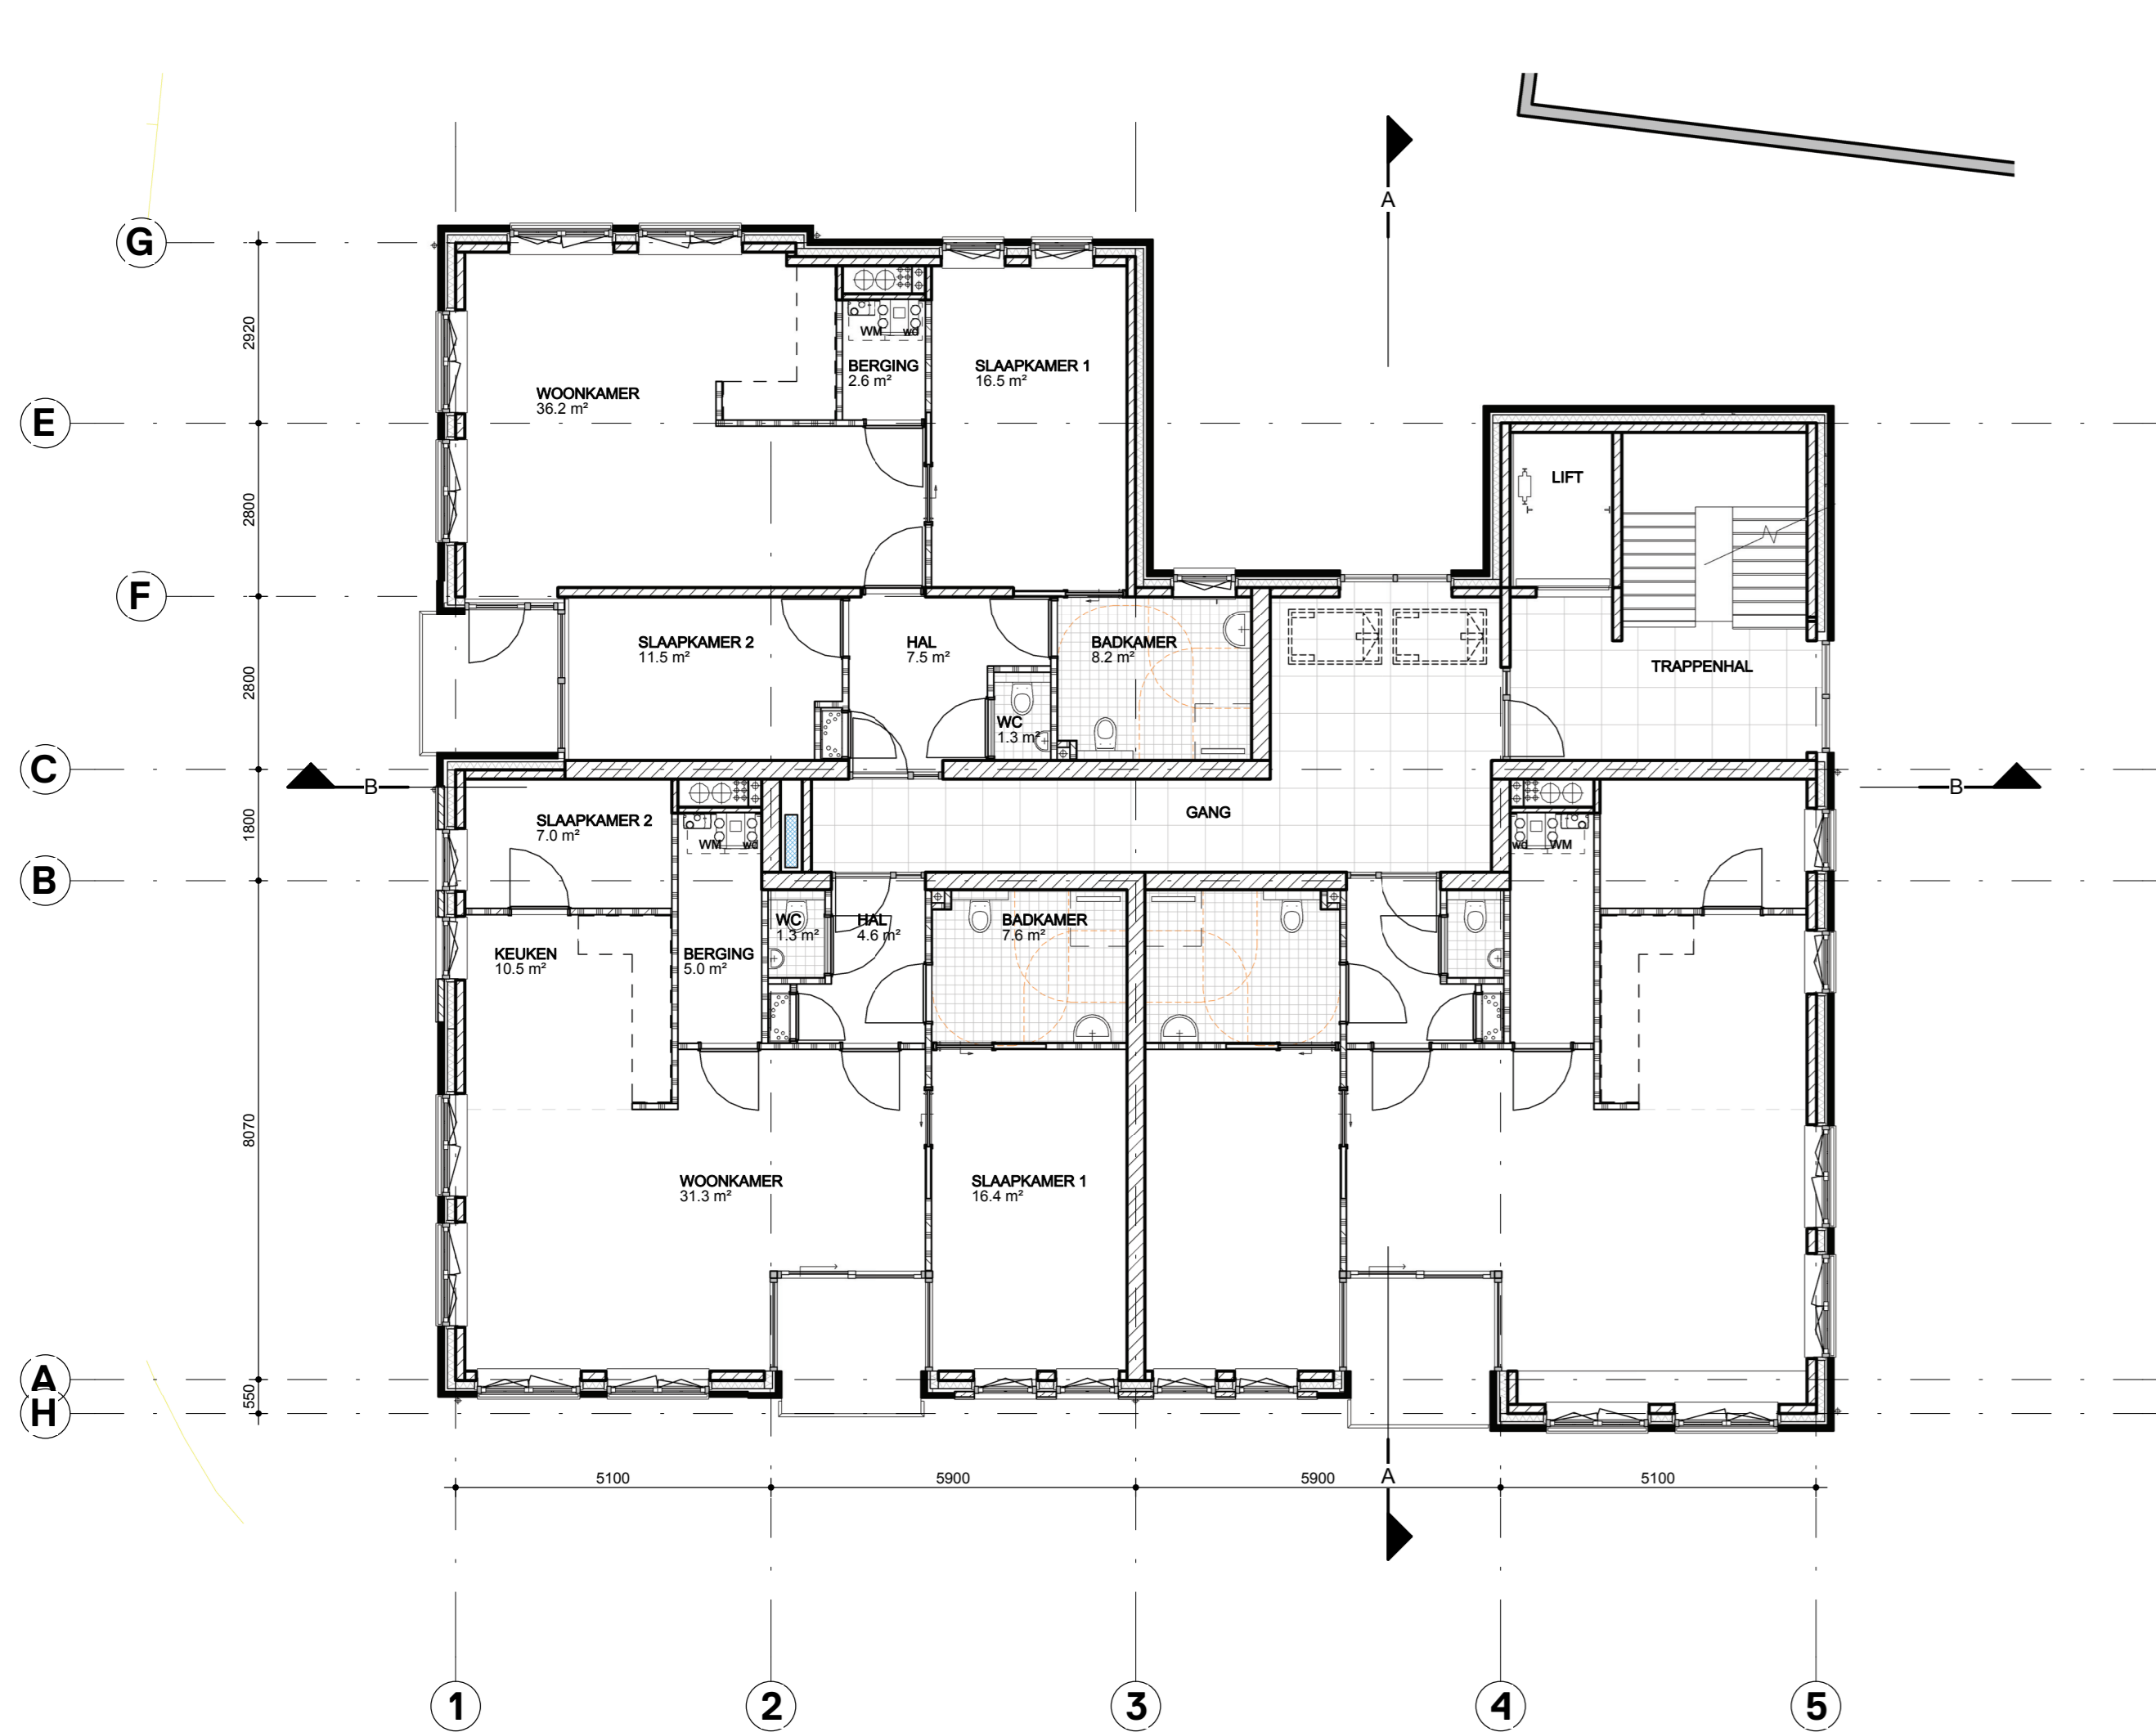 A
G
2920
WM
wd
BERGING
2.6 m²
SLAAPKAMER 1
16.5 m²
WOONKAMER
36.2 m²
E
LIFT
2800
F
SLAAPKAMER 2
11.5 m²
HAL
7.5 m²
BADKAMER
8.2 m²
TRAPPENHAL
2800
WC
1.3 m²
C
B
B
GANG
1800
SLAAPKAMER 2
7.0 m²
WM
wd
wd
WM
B
WC
1.3 m²
HAL
4.6 m²
BADKAMER
7.6 m²
KEUKEN
10.5 m²
BERGING
5.0 m²
8070
WOONKAMER
31.3 m²
SLAAPKAMER 1
16.4 m²
A
550
H
5100
5900
5900
A
5100
1
2
3
4
5